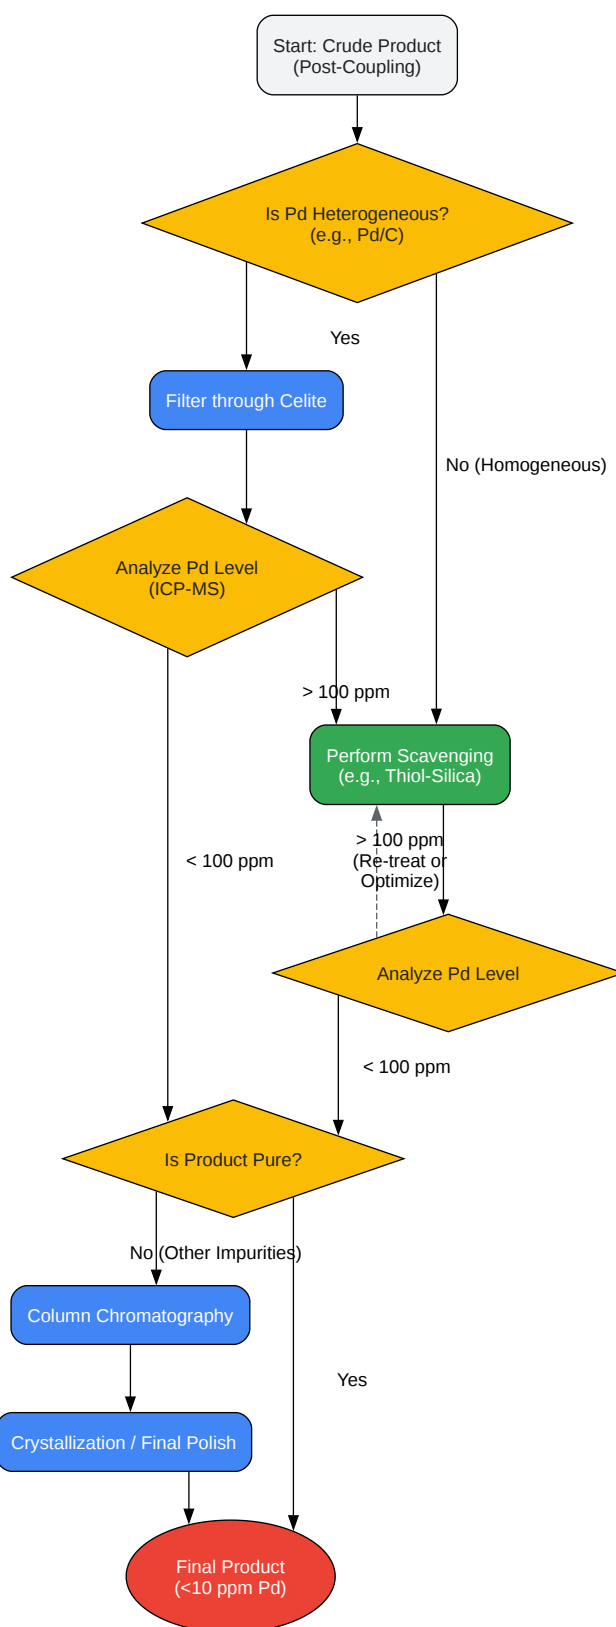 Start: Crude Product
(Post-Coupling)
Is Pd Heterogeneous?
(e.g., Pd/C)
Yes
Filter through Celite
No (Homogeneous)
Analyze Pd Level
(ICP-MS)
> 100 ppm
Perform Scavenging
(e.g., Thiol-Silica)
> 100 ppm
(Re-treat or
Optimize)
< 100 ppm
Analyze Pd Level
< 100 ppm
Is Product Pure?
No (Other Impurities)
Column Chromatography
Yes
Crystallization / Final Polish
Final Product
(<10 ppm Pd)